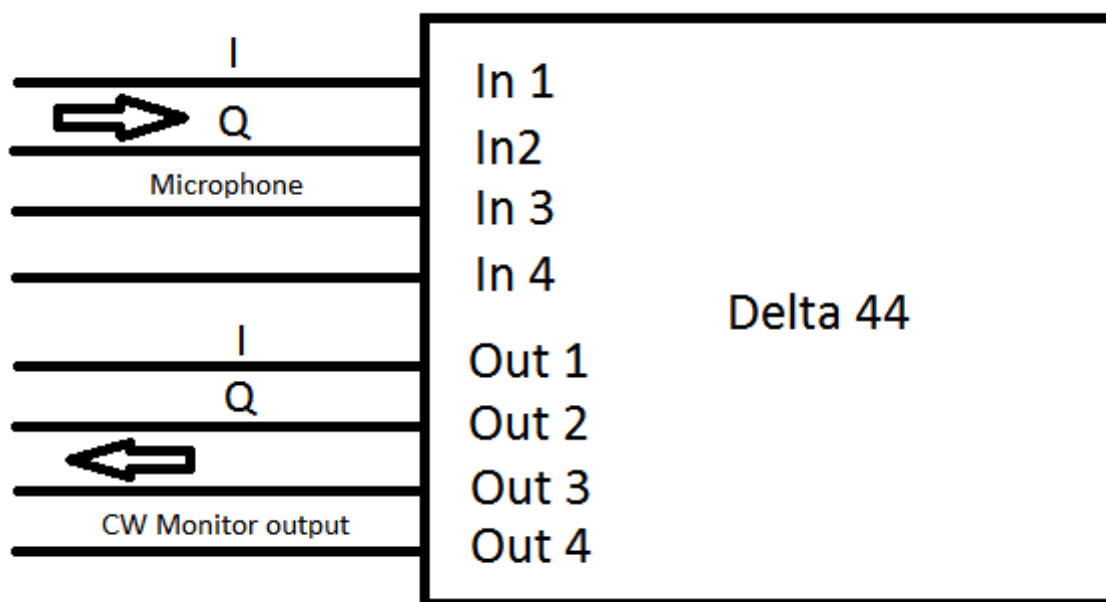 I
In 1
Q
In2
Microphone
In 3
In 4
Delta 44
I
Out 1
Q
Out 2
Out 3
CW Monitor output
Out 4